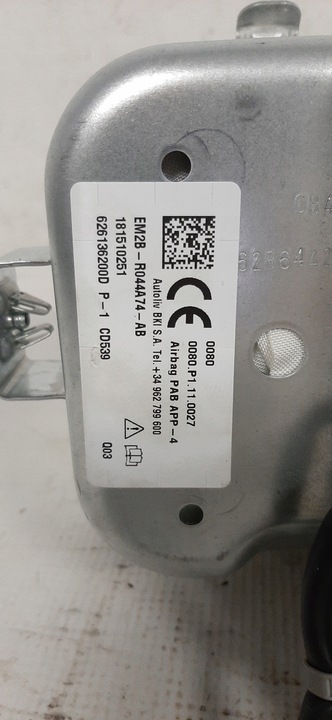 0080
0080.P1.11.0027
Airbag PAB APP-4
Autoliv BKI S.A. Tel.+34 962 799 600
EM2B-R044A74-AB
181510251
626136200D P-1 CD539
Q03